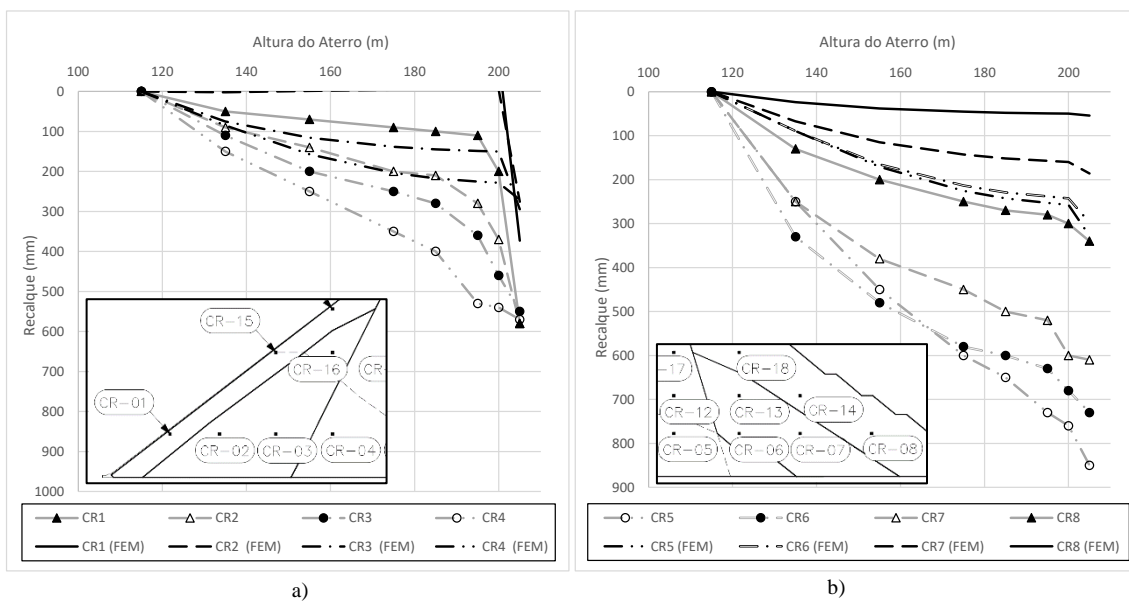 Altura do Aterro (m)
100 120 140 160 180 200
0
100
200
300
400
500
600
700
800
900
1000
Recalque (mm)
CR-15
CR-16
CR-01
CR-02
CR-03
CR-04
CR1 CR2 CR3 CR4
CR1 (FEM) CR2 (FEM) CR3 (FEM) CR4 (FEM)
a)
Altura do Aterro (m)
100 120 140 160 180 200
0
100
200
300
400
500
600
700
800
900
Recalque (mm)
-17
CR-18
CR-12
CR-13
CR-14
CR-05
CR-06
CR-07
CR-08
CR5 CR6 CR7 CR8
CR5 (FEM) CR6 (FEM) CR7 (FEM) CR8 (FEM)
b)